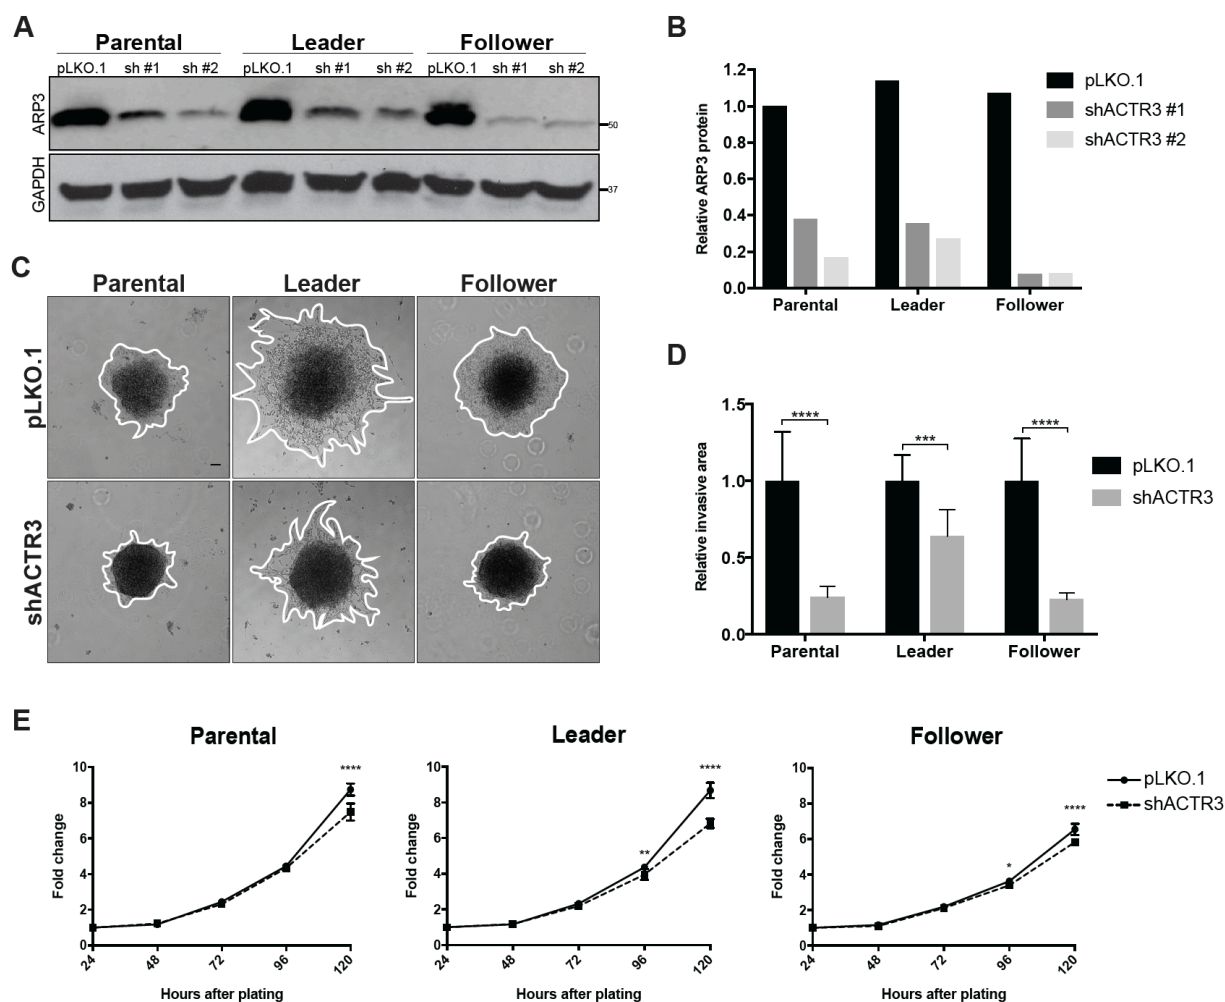 A
Parental Leader Follower
pLKO.1 sh #1 sh #2 pLKO.1 sh #1 sh #2 pLKO.1 sh #1 sh #2
ARP3
50
GAPDH
37
B
1.2
1.0
0.8
0.6
0.4
0.2
0.0
Relative ARP3 protein
Parental Leader Follower
pLKO.1
shACTR3 #1
shACTR3 #2
C
Parental Leader Follower
pLKO.1
shACTR3
D
1.5
1.0
0.5
0.0
Relative invasive area
**** *** ****
Parental Leader Follower
pLKO.1
shACTR3
E
Parental
10
8
6
4
2
0
Fold change
****
24 48 72 96 120
Hours after plating
Leader
10
8
6
4
2
0
Fold change
** ****
24 48 72 96 120
Hours after plating
Follower
10
8
6
4
2
0
Fold change
* ****
24 48 72 96 120
Hours after plating
pLKO.1
shACTR3